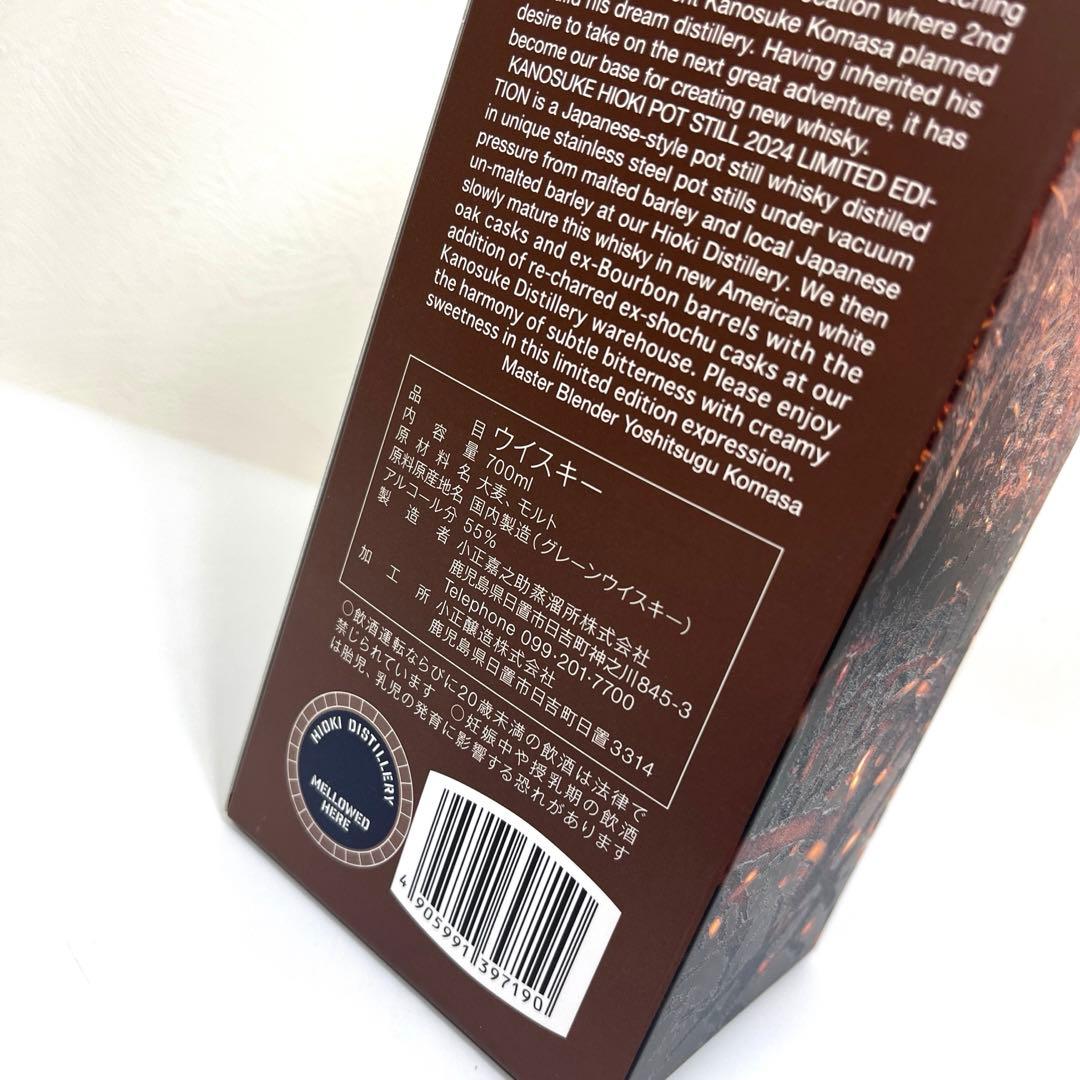 ocation where 2nd
nt Kanosuke Komasa planned
his dream distillery. Having inherited his
desire to take on the next great adventure, it has
become our base for creating new whisky.
KANOSUKE HIOKI POT STILL 2024 LIMITED EDI-
TION is a Japanese-style pot still whisky distilled
in unique stainless steel pot stills under vacuum
pressure from malted barley and local Japanese
un-malted barley at our Hioki Distillery. We then
slowly mature this whisky in new American white
oak casks and ex-Bourbon barrels with the
addition of re-charred ex-shochu casks at our
Kanosuke Distillery warehouse. Please enjoy
the harmony of subtle bitterness with creamy
sweetness in this limited edition expression.
Master Blender Yoshitsugu Komasa
品目 ウイスキー
内容量 700ml
原材料名 大麦、モルト
原料原産地名 国内製造(グレーンウイスキー)
アルコール分 55%
製造者 小正嘉之助蒸溜所株式会社
鹿児島県日置市日吉町神之川845-3
Telephone 099-201-7700
加工所 小正醸造株式会社
鹿児島県日置市日吉町日置3314
○飲酒運転ならびに20歳未満の飲酒は法律で
禁じられています ○妊娠中や授乳期の飲酒
は胎児、乳児の発育に影響する恐れがあります
HIOKI DISTILLERY
MELLOWED
HERE
4 905991 397190